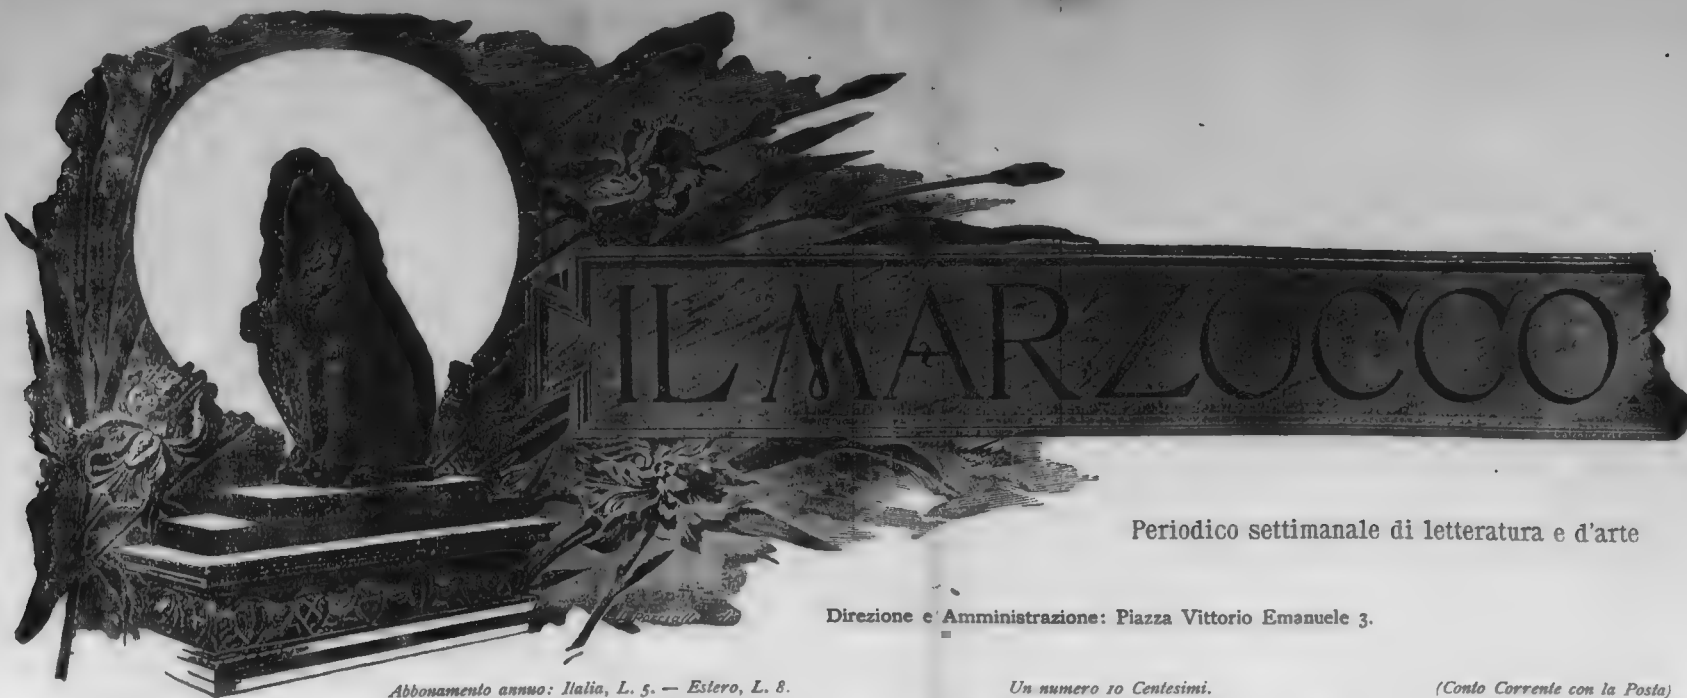 IL MARZOCCO
Periodico settimanale di letteratura e d'arte
Direzione e Amministrazione: Piazza Vittorio Emanuele 3.
Abbonamento annuo: Italia, L. 5. — Estero, L. 8. Un numero 10 Centesimi. (Conto Corrente con la Posta)